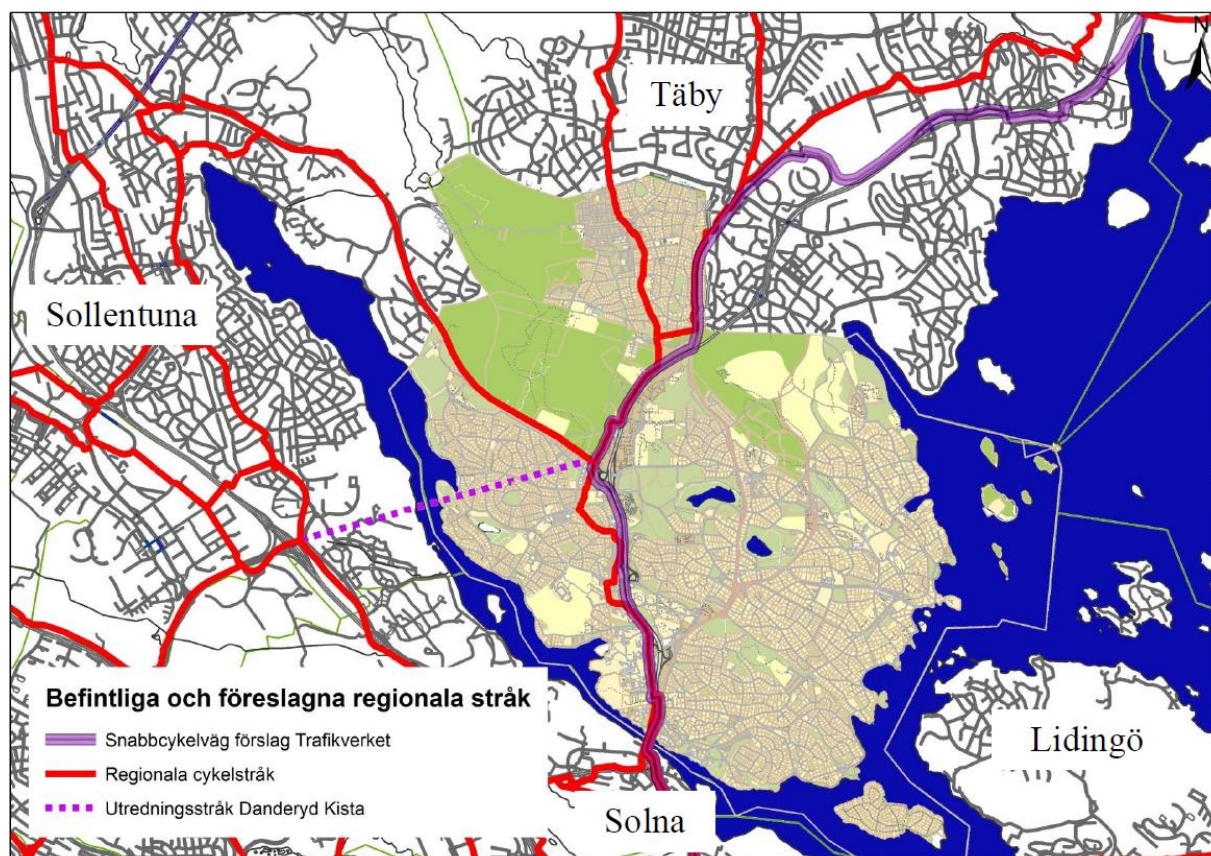 N
Täby
Sollentuna
Befintliga och föreslagna regionala stråk
Snabbcykelväg förslag Trafikverket
Regionala cykelstråk
Utredningsstråk Danderyd Kista
Lidingö
Solna